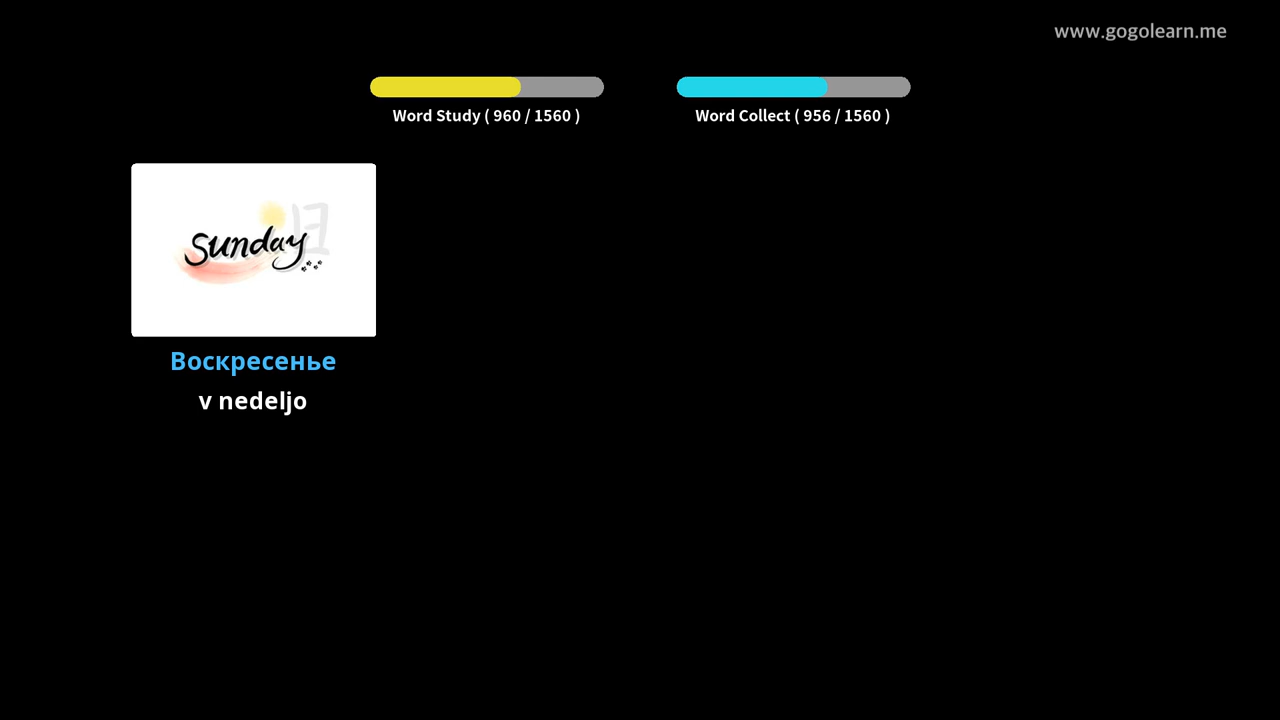 www.gogolearn.me
Word Study ( 960 / 1560 )
Word Collect ( 956 / 1560 )
Sunday
Воскресенье
v nedeljo